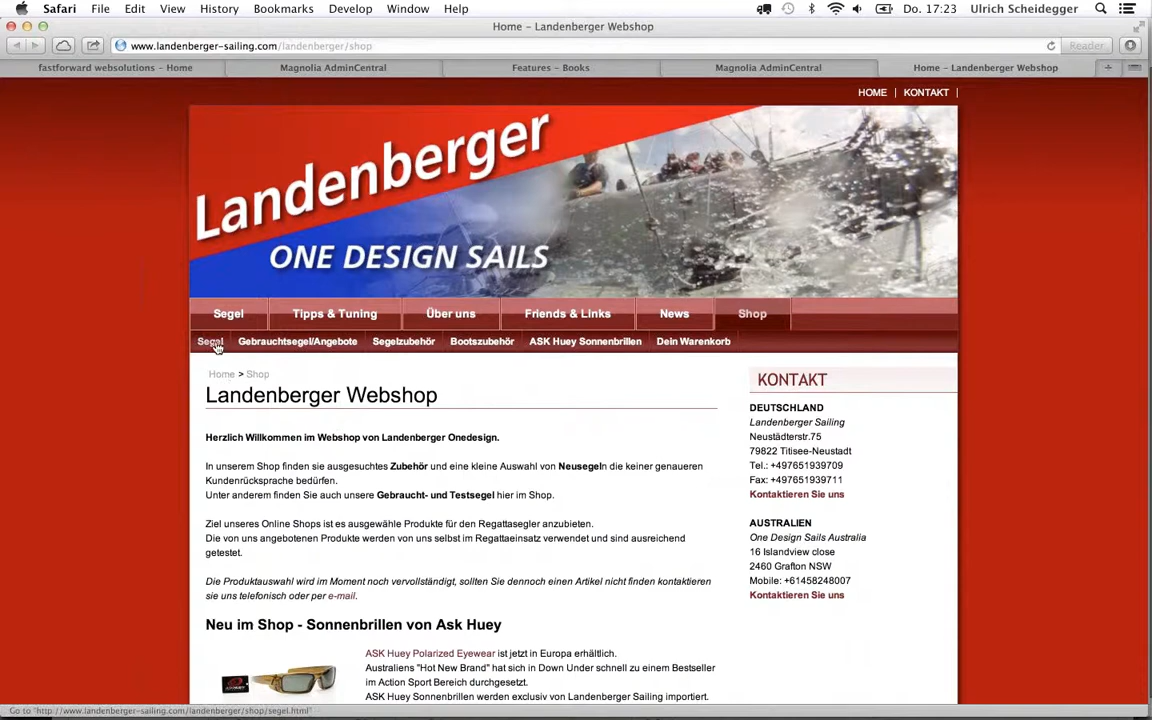 Safari File Edit View History Bookmarks Develop Window Help Do. 17:23 Ulrich Scheidegger
Home – Landenberger Webshop
www.landenberger-sailing.com/landenberger/shop Reader
fastforward websolutions – Home Magnolia AdminCentral Features – Books Magnolia AdminCentral Home – Landenberger Webshop
HOME | KONTAKT |
Landenberger
ONE DESIGN SAILS
Segel Tipps & Tuning Über uns Friends & Links News Shop
Segel Gebrauchtsegel/Angebote Segelzubehör Bootszubehör ASK Huey Sonnenbrillen Dein Warenkorb
Home > Shop
Landenberger Webshop
Herzlich Willkommen im Webshop von Landenberger Onedesign.
In unserem Shop finden sie ausgesuchtes Zubehör und eine kleine Auswahl von Neusegeln die keiner genaueren
Kundenrücksprache bedürfen.
Unter anderem finden Sie auch unsere Gebraucht- und Testsegel hier im Shop.
Ziel unseres Online Shops ist es ausgewähle Produkte für den Regattasegler anzubieten.
Die von uns angebotenen Produkte werden von uns selbst im Regattaeinsatz verwendet und sind ausreichend
getestet.
Die Produktauswahl wird im Moment noch vervollständigt, sollten Sie dennoch einen Artikel nicht finden kontaktieren
sie uns telefonisch oder per e-mail.
Neu im Shop - Sonnenbrillen von Ask Huey
ASK Huey Polarized Eyewear ist jetzt in Europa erhältlich.
Australiens "Hot New Brand" hat sich in Down Under schnell zu einem Bestseller
im Action Sport Bereich durchgesetzt.
ASK Huey Sonnenbrillen werden exclusiv von Landenberger Sailing importiert.
KONTAKT
DEUTSCHLAND
Landenberger Sailing
Neustädterstr.75
79822 Titisee-Neustadt
Tel.: +497651939709
Fax: +497651939711
Kontaktieren Sie uns
AUSTRALIEN
One Design Sails Australia
16 Islandview close
2460 Grafton NSW
Mobile: +61458248007
Kontaktieren Sie uns
Go to "http://www.landenberger-sailing.com/landenberger/shop/segel.html"